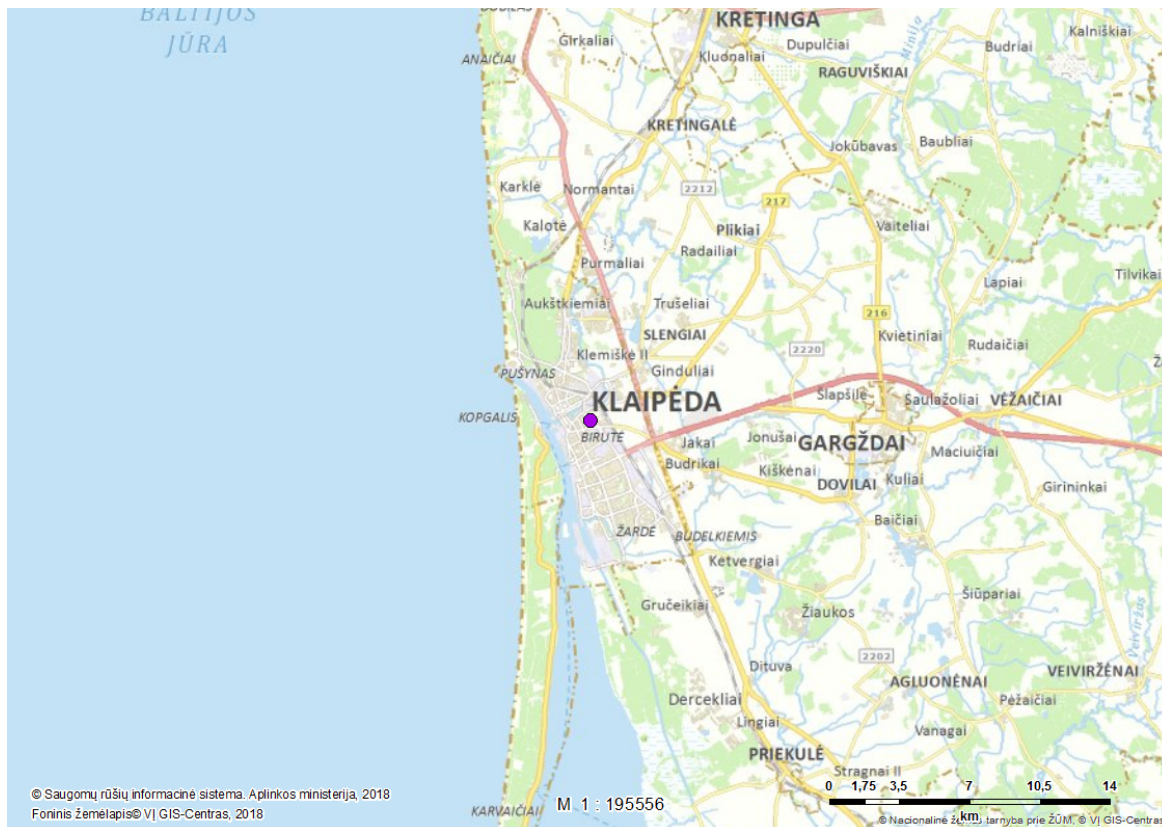 BALTIJOS
JŪRA
KRETINGA
Girkaliai
Dupulčiai
Kalniškiai
Budriai
ANAIČIAI
Kluonaliai
RAGUVIŠKIAI
Minija
KRETINGALĖ
Baubliai
Jokūbavas
Karklė
Normantai
2212
217
Kalotė
Plikiai
Vaiteliai
Radailiai
Purmaliai
Lapiai
Tilvikai
Aukštkiemiai
Trušeliai
216
SLENGIAI
Kvietiniai
Rudaičiai
Klemiškė II
2220
Ginduliai
PUŠYNAS
Šlapšilė
Saulažoliai
VĖŽAIČIAI
KLAIPĖDA
KOPGALIS
BIRUTĖ
Jakai
Jonušai
GARGŽDAI
Maciuičiai
Budrikai
Kiškėnai
DOVILAI
Kuliai
Girininkai
Baičiai
ŽARDĖ
BUDELKIEMIS
Ketvergiai
Šiūpariai
Gručeikiai
Žiaukos
Veiviržas
2202
Dituva
VEIVIRŽĖNAI
AGLUONĖNAI
Dercekliai
Pėžaičiai
Lingiai
Vanagai
PRIEKULĖ
Stragnai II
© Saugomų rūšių informacinė sistema. Aplinkos ministerija, 2018
0 1,75 3,5 7 10,5 14
M 1 : 195556
Foninis žemėlapis© VĮ GIS-Centras, 2018
KARVAIČIAI
km
© Nacionalinė tarnyba prie ŽŪM, © VĮ GIS-Centras